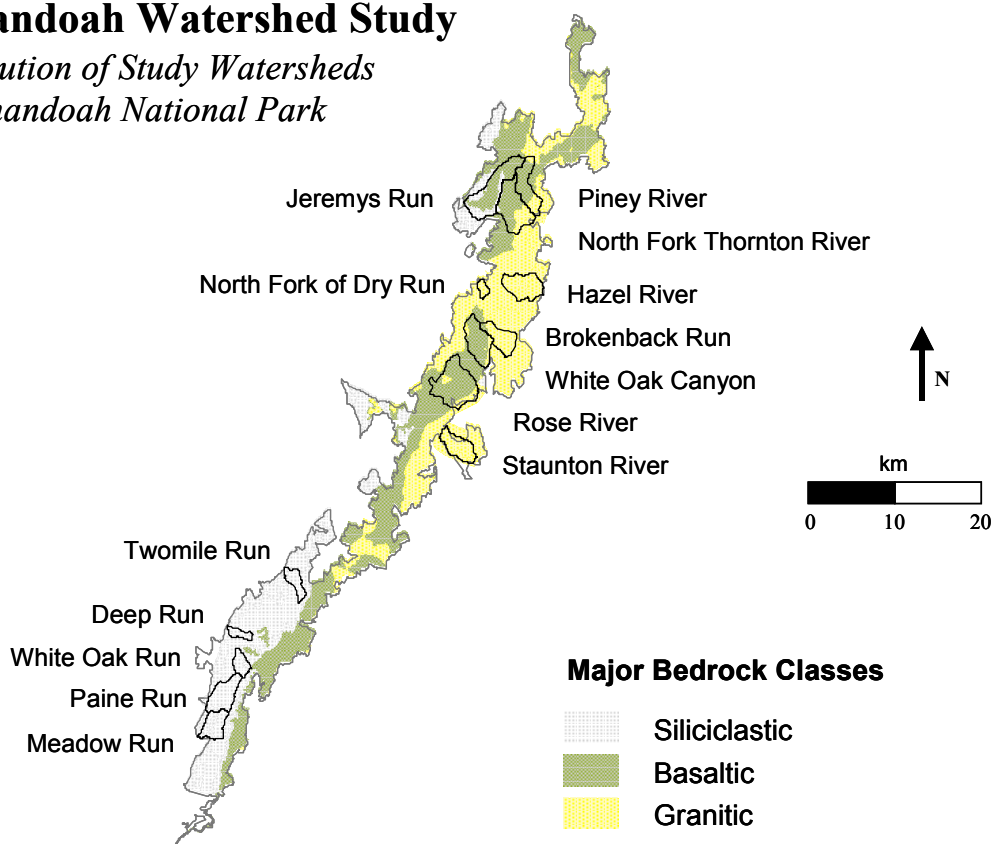 andoah Watershed Study
ution of Study Watersheds
nandoah National Park
Jeremys Run
Piney River
North Fork Thornton River
North Fork of Dry Run
Hazel River
Brokenback Run
White Oak Canyon
N
Rose River
Staunton River
km
0 10 20
Twomile Run
Deep Run
White Oak Run
Paine Run
Meadow Run
Major Bedrock Classes
Siliciclastic
Basaltic
Granitic